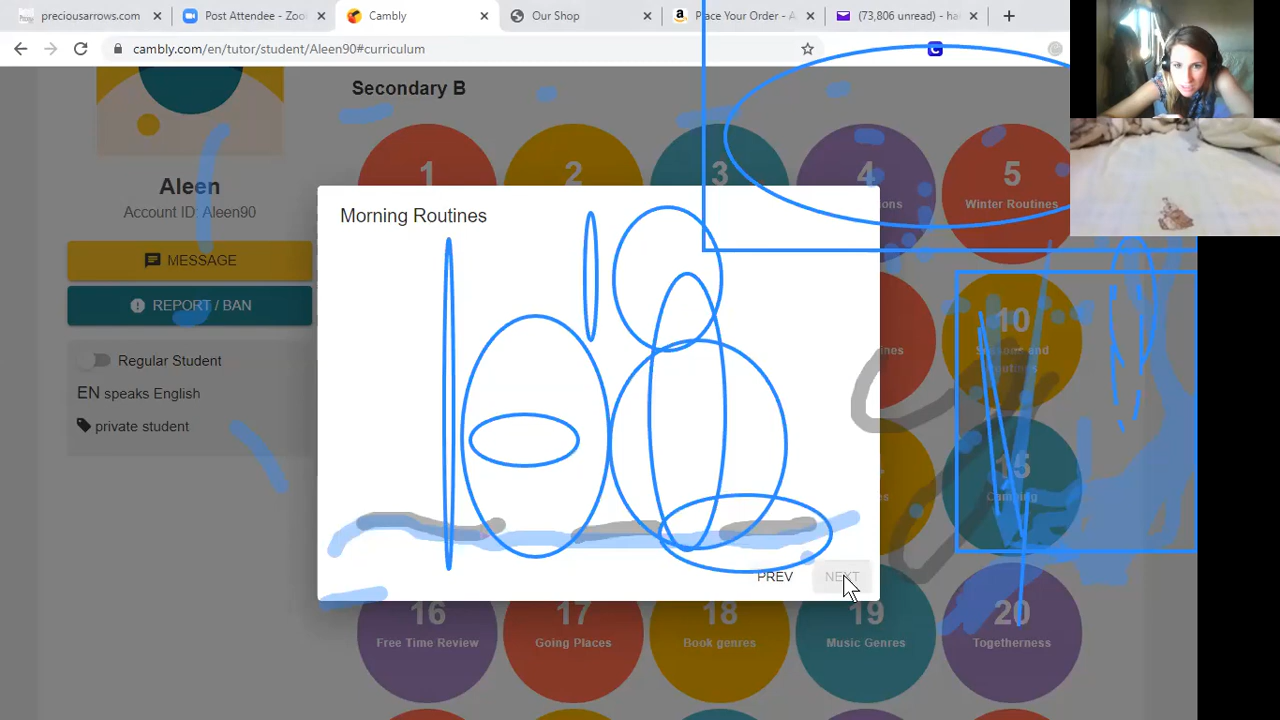 preciousarrows.com
Post Attendee - Zoo
Cambly
Our Shop
Place Your Order - A
(73,806 unread) - ha
cambly.com/en/tutor/student/Aleen90#curriculum
Secondary B
1
2
3
4
5
Winter Routines
Aleen
Account ID: Aleen90
MESSAGE
REPORT / BAN
Regular Student
EN speaks English
private student
Morning Routines
10
15
Camping
PREV
NEXT
16
17
18
19
20
Free Time Review
Going Places
Book genres
Music Genres
Togetherness